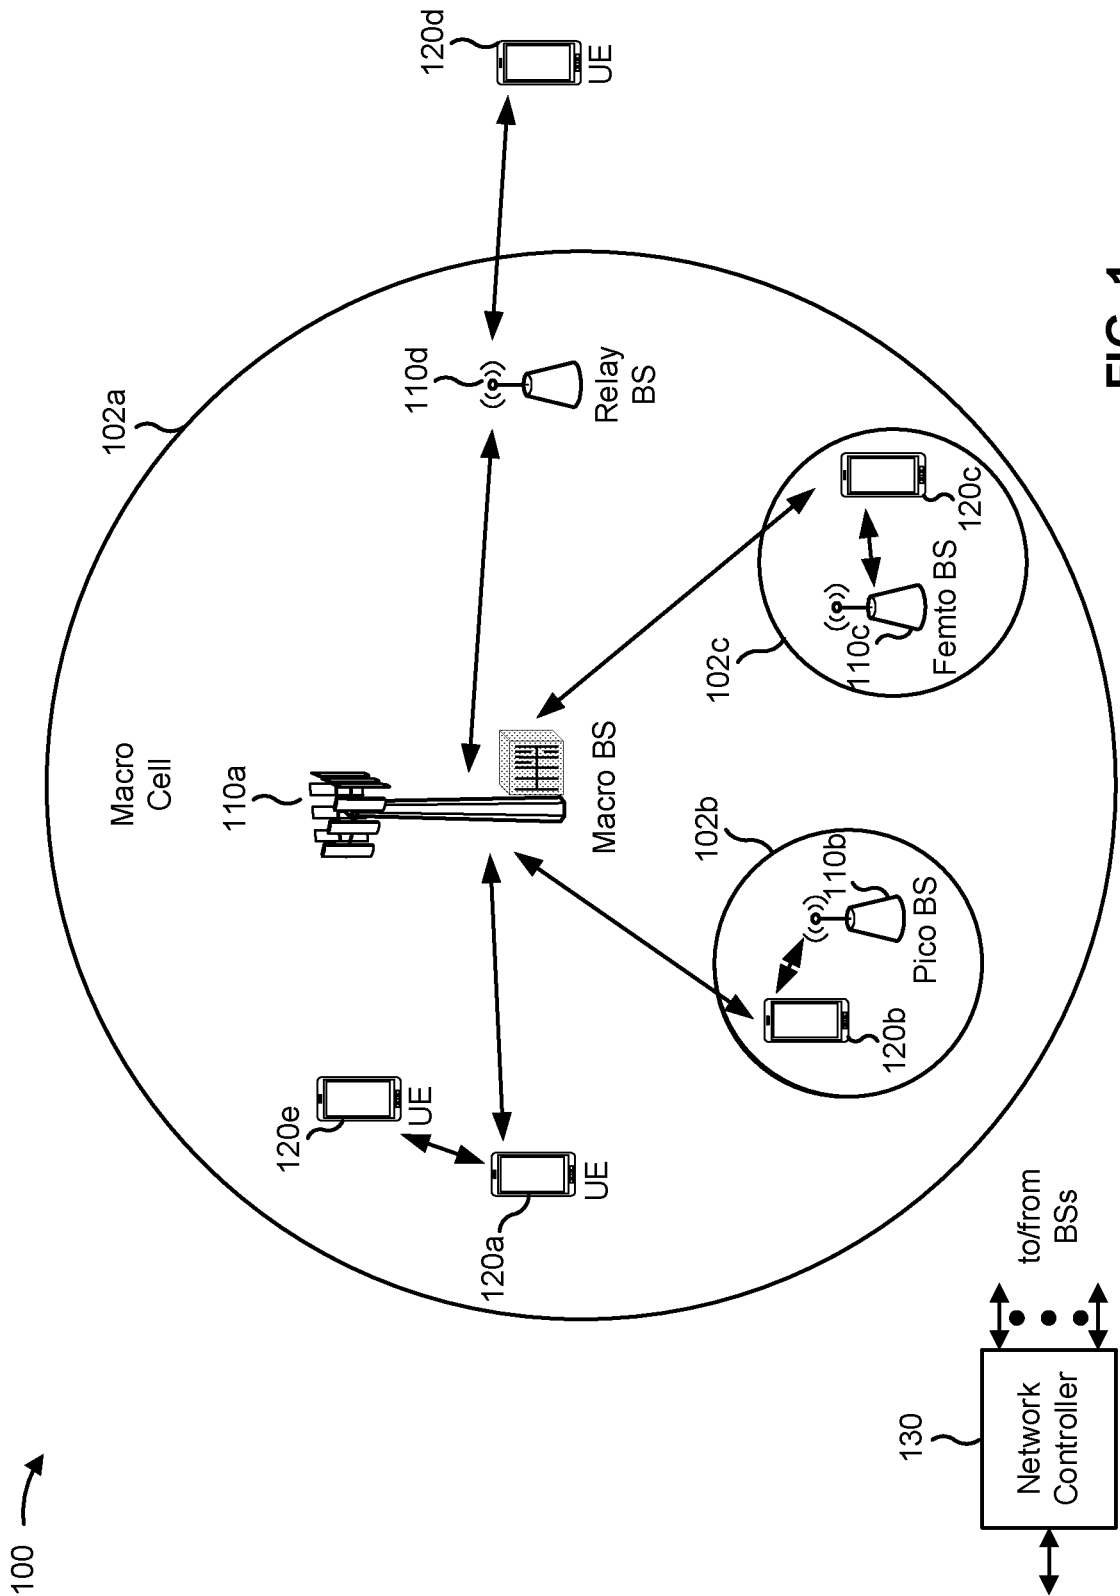 100
102a
Macro
Cell
110a
120d
UE
110d
Relay
BS
120e
UE
120a
UE
Macro BS
102b
110b
Pico BS
120b
102c
110c
Femto BS
120c
130
Network
Controller
to/from
BSs
FIG. 1